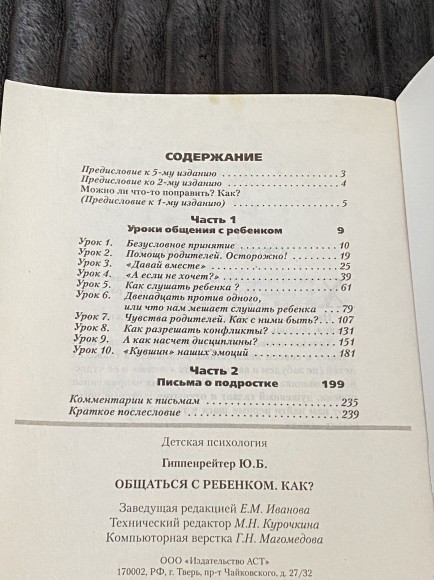 СОДЕРЖАНИЕ
Предисловие к 5-му изданию ................ 3
Предисловие ко 2-му изданию ................ 4
Можно ли что-то поправить? Как?
(Предисловие к 1-му изданию) ................ 5
Часть 1
Уроки общения с ребенком 9
Урок 1. Безусловное принятие ................ 10
Урок 2. Помощь родителей. Осторожно! ........ 19
Урок 3. «Давай вместе» ................ 25
Урок 4. «А если не хочет?» ................ 39
Урок 5. Как слушать ребенка ? ................ 61
Урок 6. Двенадцать против одного,
или что нам мешает слушать ребенка .... 79
Урок 7. Чувства родителей. Как с ними быть?. 107
Урок 8. Как разрешать конфликты? ............ 131
Урок 9. А как насчет дисциплины? ............ 151
Урок 10. «Кувшин» наших эмоций ............ 181
Часть 2
Письма о подростке 199
Комментарии к письмам ................ 235
Краткое послесловие ................ 239
Детская психология
Гиппенрейтер Ю.Б.
ОБЩАТЬСЯ С РЕБЕНКОМ. КАК?
Заведующая редакцией Е.М. Иванова
Технический редактор М.Н. Курочкина
Компьютерная верстка Г.Н. Магомедова
ООО «Издательство АСТ»
170002, РФ, г. Тверь, пр-т Чайковского, д. 27/32